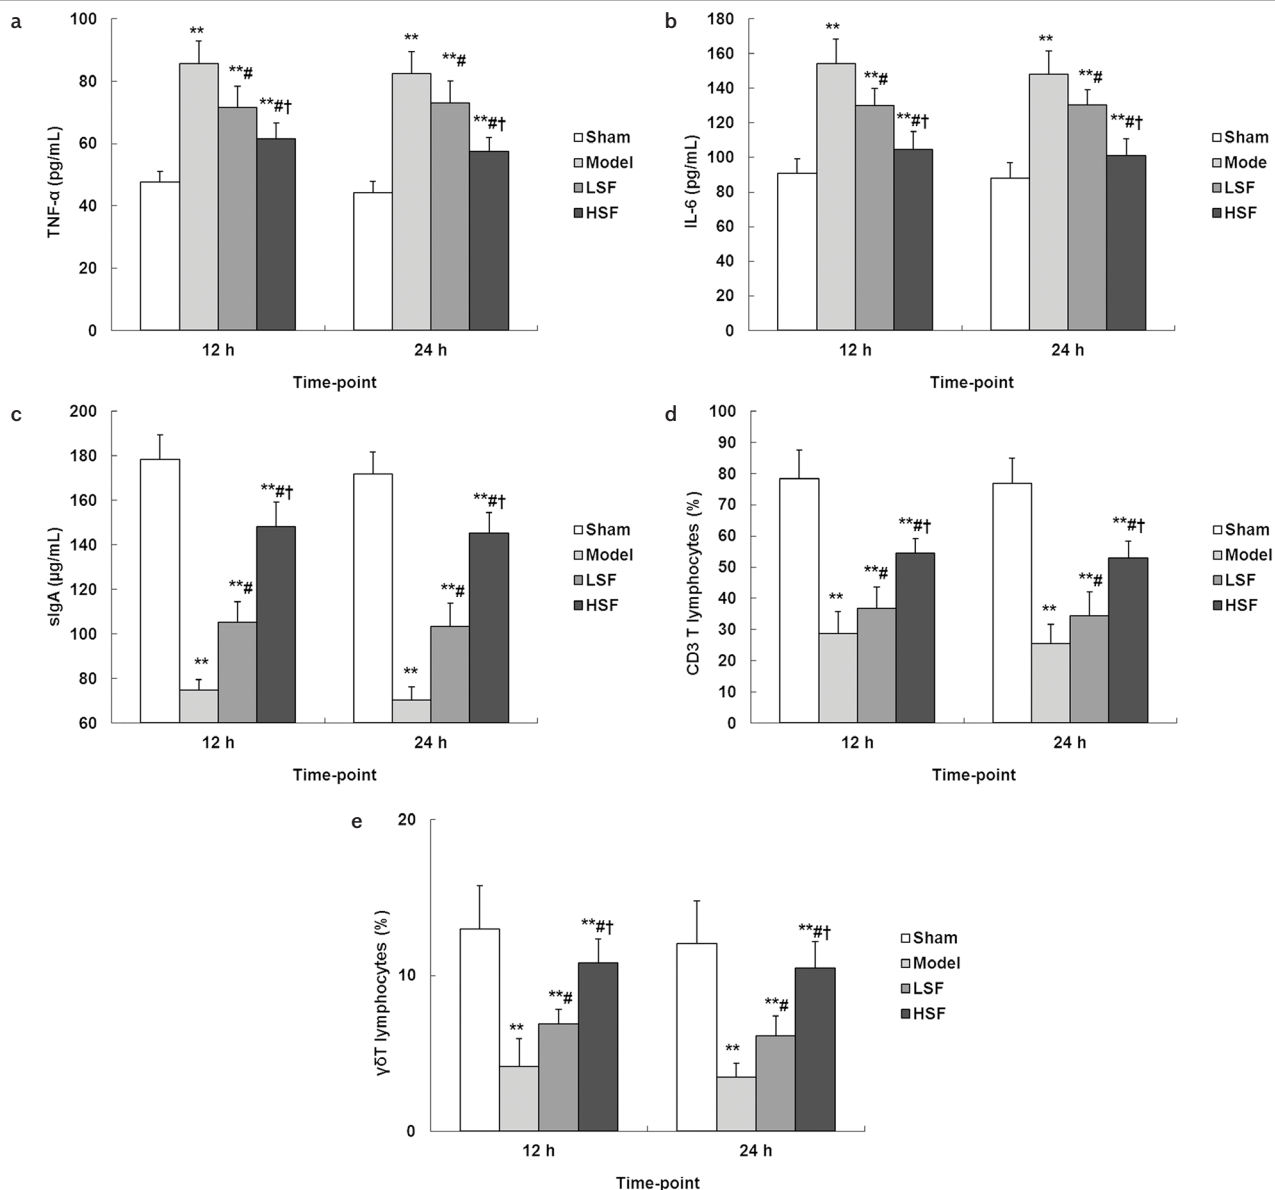 a
TNF-α (pg/mL)
100
80
60
40
20
0
**
**#
**#†
**
**#
**#†
12 h
24 h
Time-point
Sham
Model
LSF
HSF
b
IL-6 (pg/mL)
180
160
140
120
100
80
60
40
20
0
**
**#
**#†
**
**#
**#†
12 h
24 h
Time-point
Sham
Mode
LSF
HSF
c
sIgA (µg/mL)
200
180
160
140
120
100
80
60
**
**#
**#†
**
**#
**#†
12 h
24 h
Time-point
Sham
Model
LSF
HSF
d
CD3 T lymphocytes (%)
100
90
80
70
60
50
40
30
20
10
0
**
**#
**#†
**
**#
**#†
12 h
24 h
Time-point
Sham
Model
LSF
HSF
e
γδT lymphocytes (%)
20
10
0
**
**#
**#†
**
**#
**#†
12 h
24 h
Time-point
Sham
Model
LSF
HSF